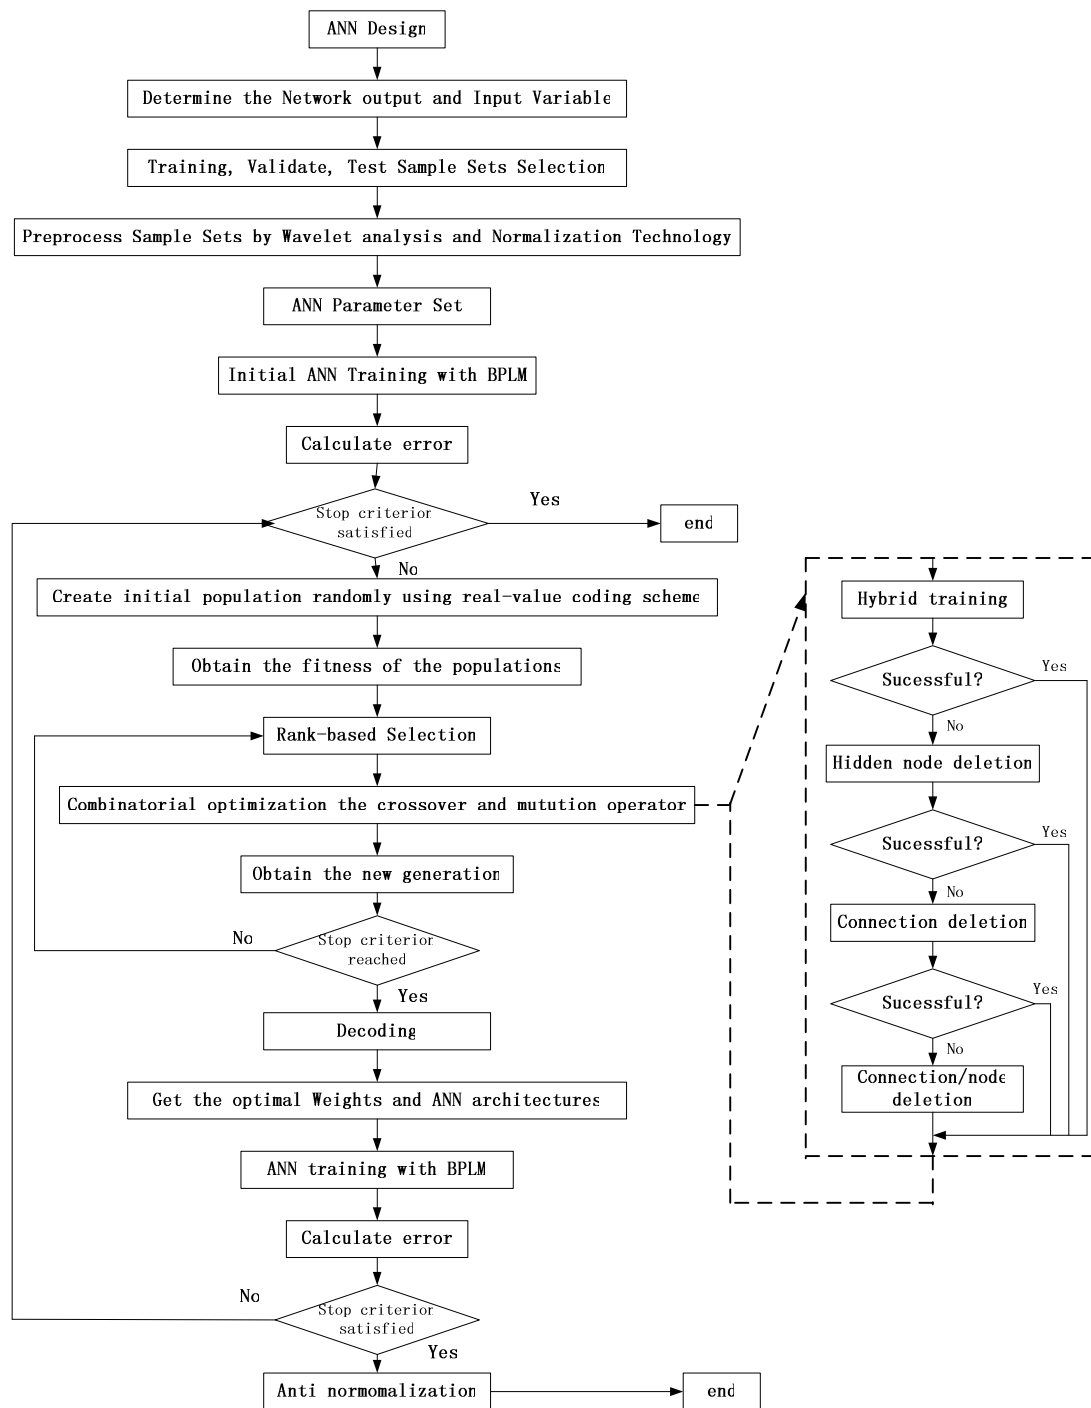 ANN Design
Determine the Network output and Input Variable
Training, Validate, Test Sample Sets Selection
Preprocess Sample Sets by Wavelet analysis and Normalization Technology
ANN Parameter Set
Initial ANN Training with BPLM
Calculate error
Stop criterion
satisfied
Yes
end
No
Create initial population randomly using real-value coding scheme
Obtain the fitness of the populations
Rank-based Selection
Combinatorial optimization the crossover and mutution operator
Obtain the new generation
Stop criterion
reached
No
Yes
Decoding
Get the optimal Weights and ANN architectures
ANN training with BPLM
Calculate error
Stop criterion
satisfied
No
Yes
Anti normomalization
end
Hybrid training
Sucessful?
Yes
No
Hidden node deletion
Sucessful?
Yes
No
Connection deletion
Sucessful?
Yes
No
Connection/node
deletion